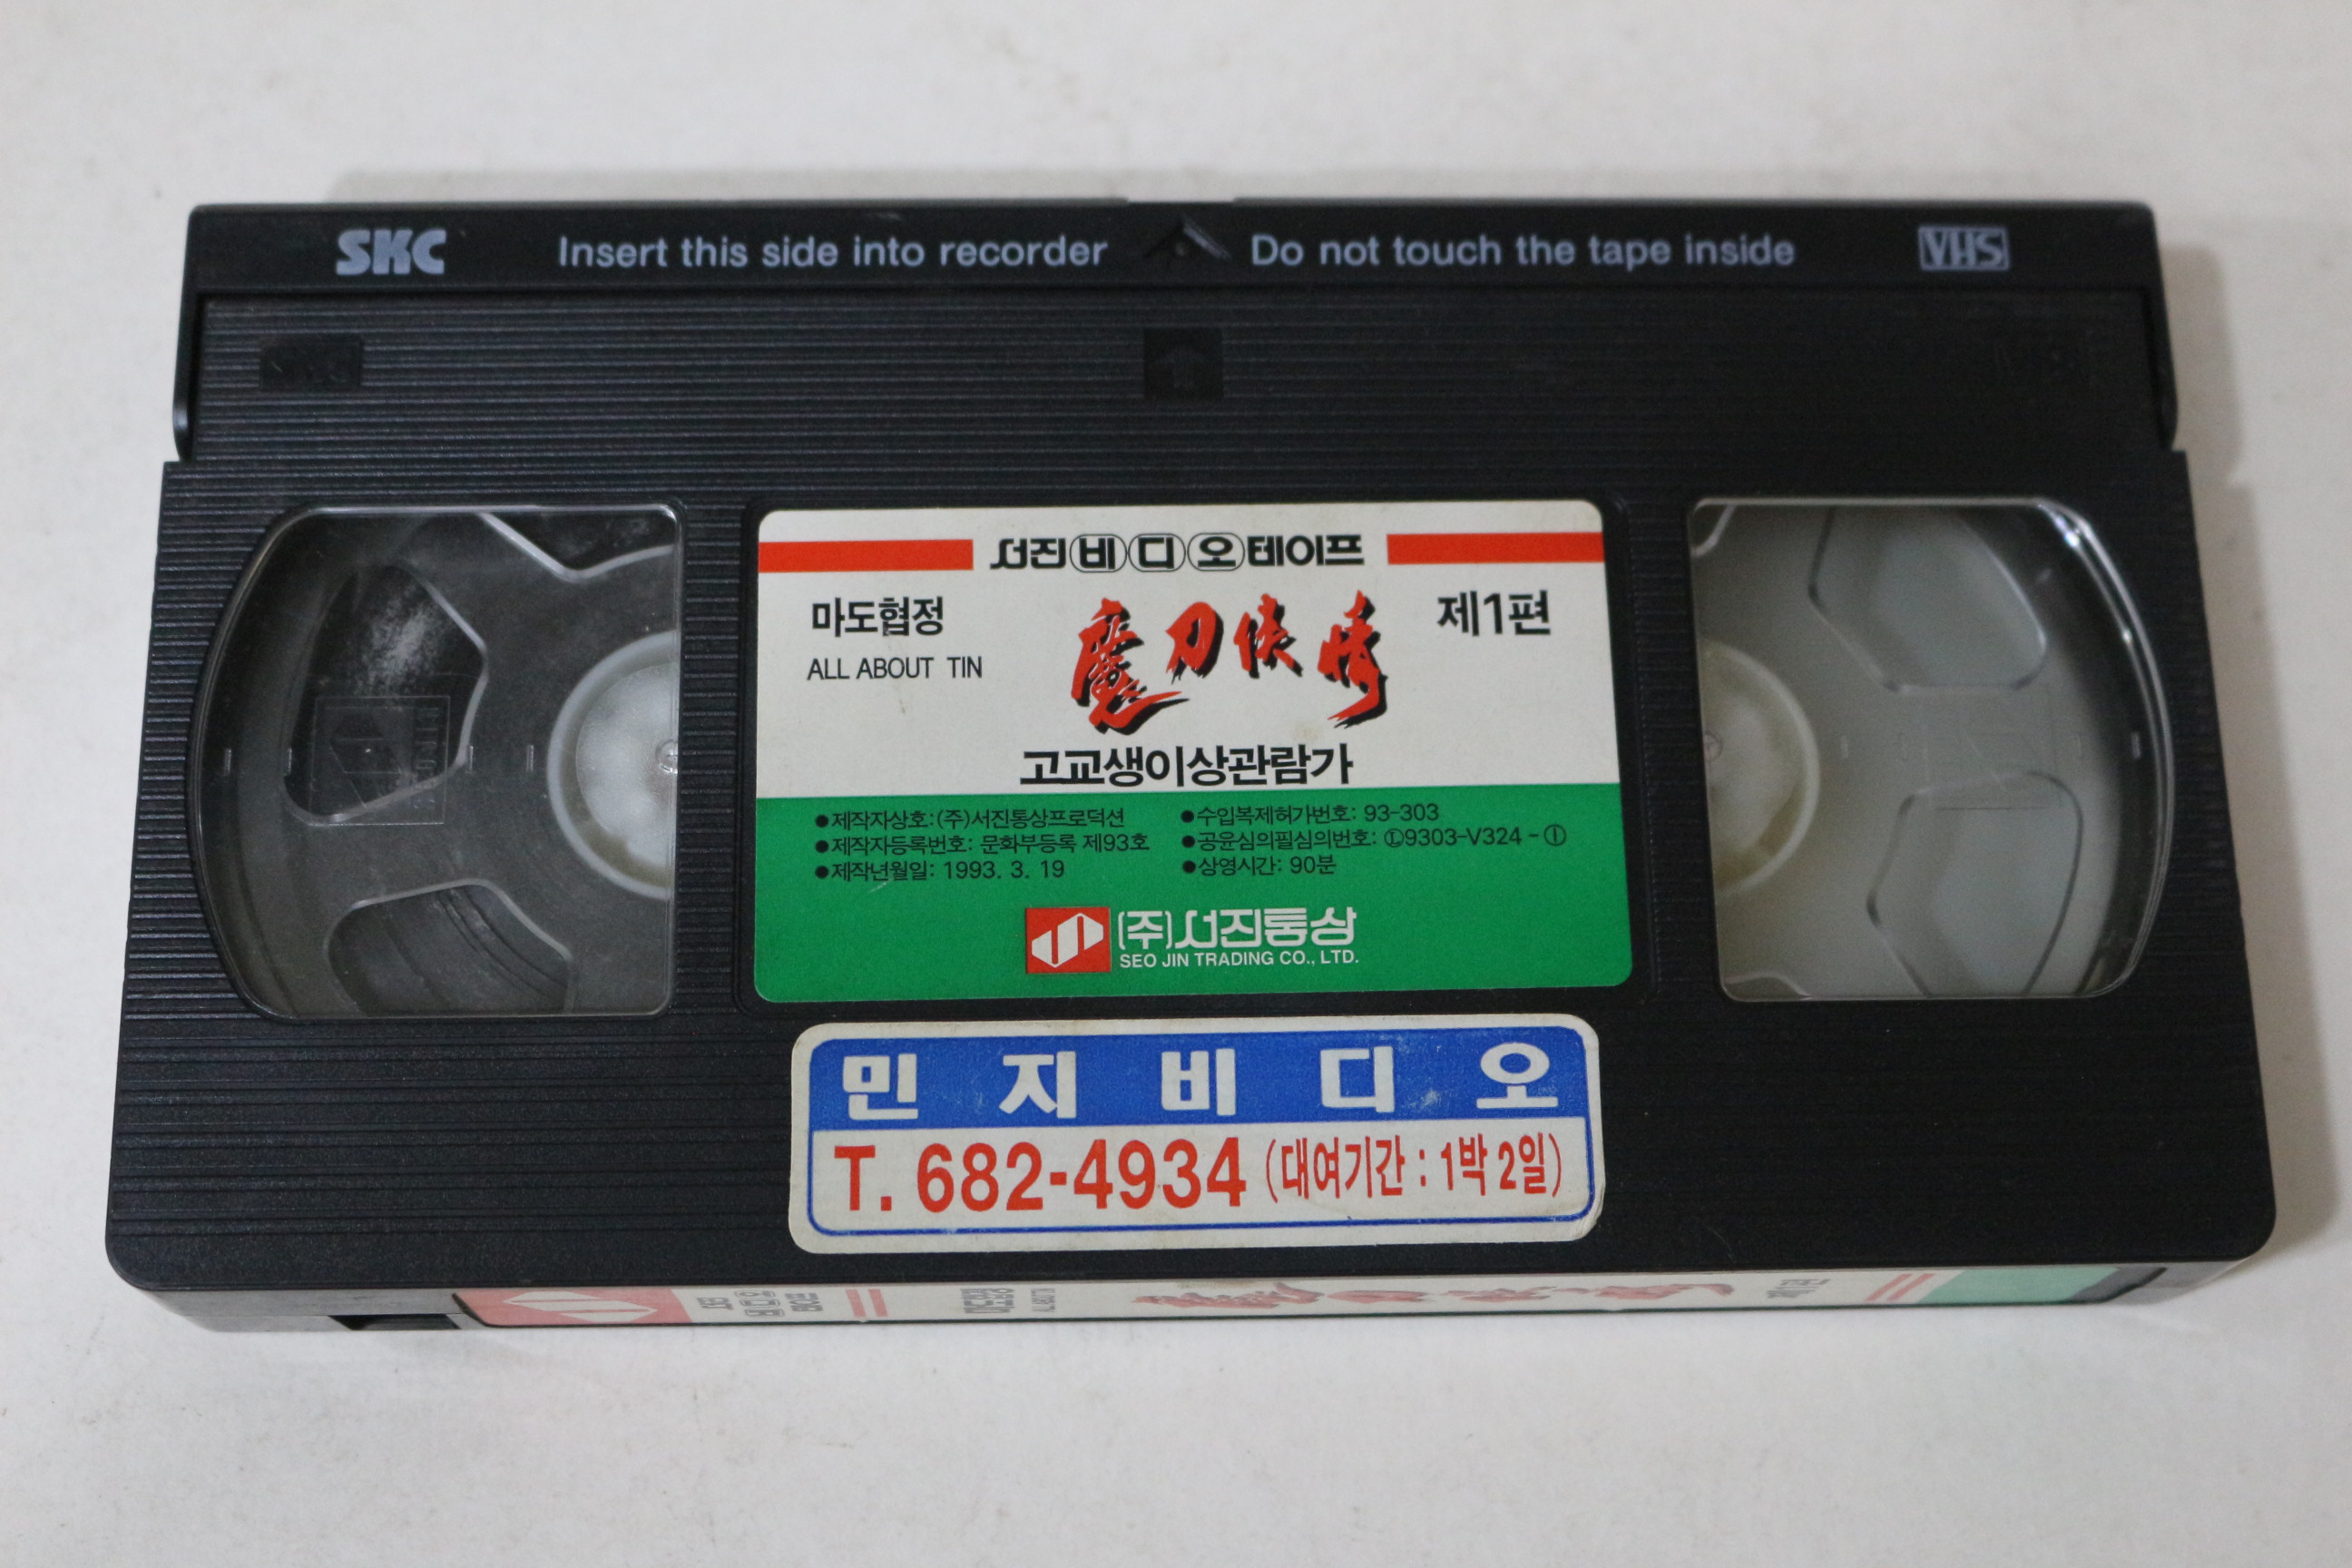 SKC Insert this side into recorder Do not touch the tape inside VHS
서진비디오테이프
마도협정 魔刀俠情 제1편
ALL ABOUT TIN
고교생이상관람가
●제작자상호:(주)서진통상프로덕션 ●수입복제허가번호: 93-303
●제작자등록번호: 문화부등록 제93호 ●공윤심의필심의번호: Ⓛ9303-V324-①
●제작년월일: 1993. 3. 19 ●상영시간: 90분
(주)서진통상
SEO JIN TRADING CO., LTD.
민지비디오
T. 682-4934 (대여기간 : 1박 2일)